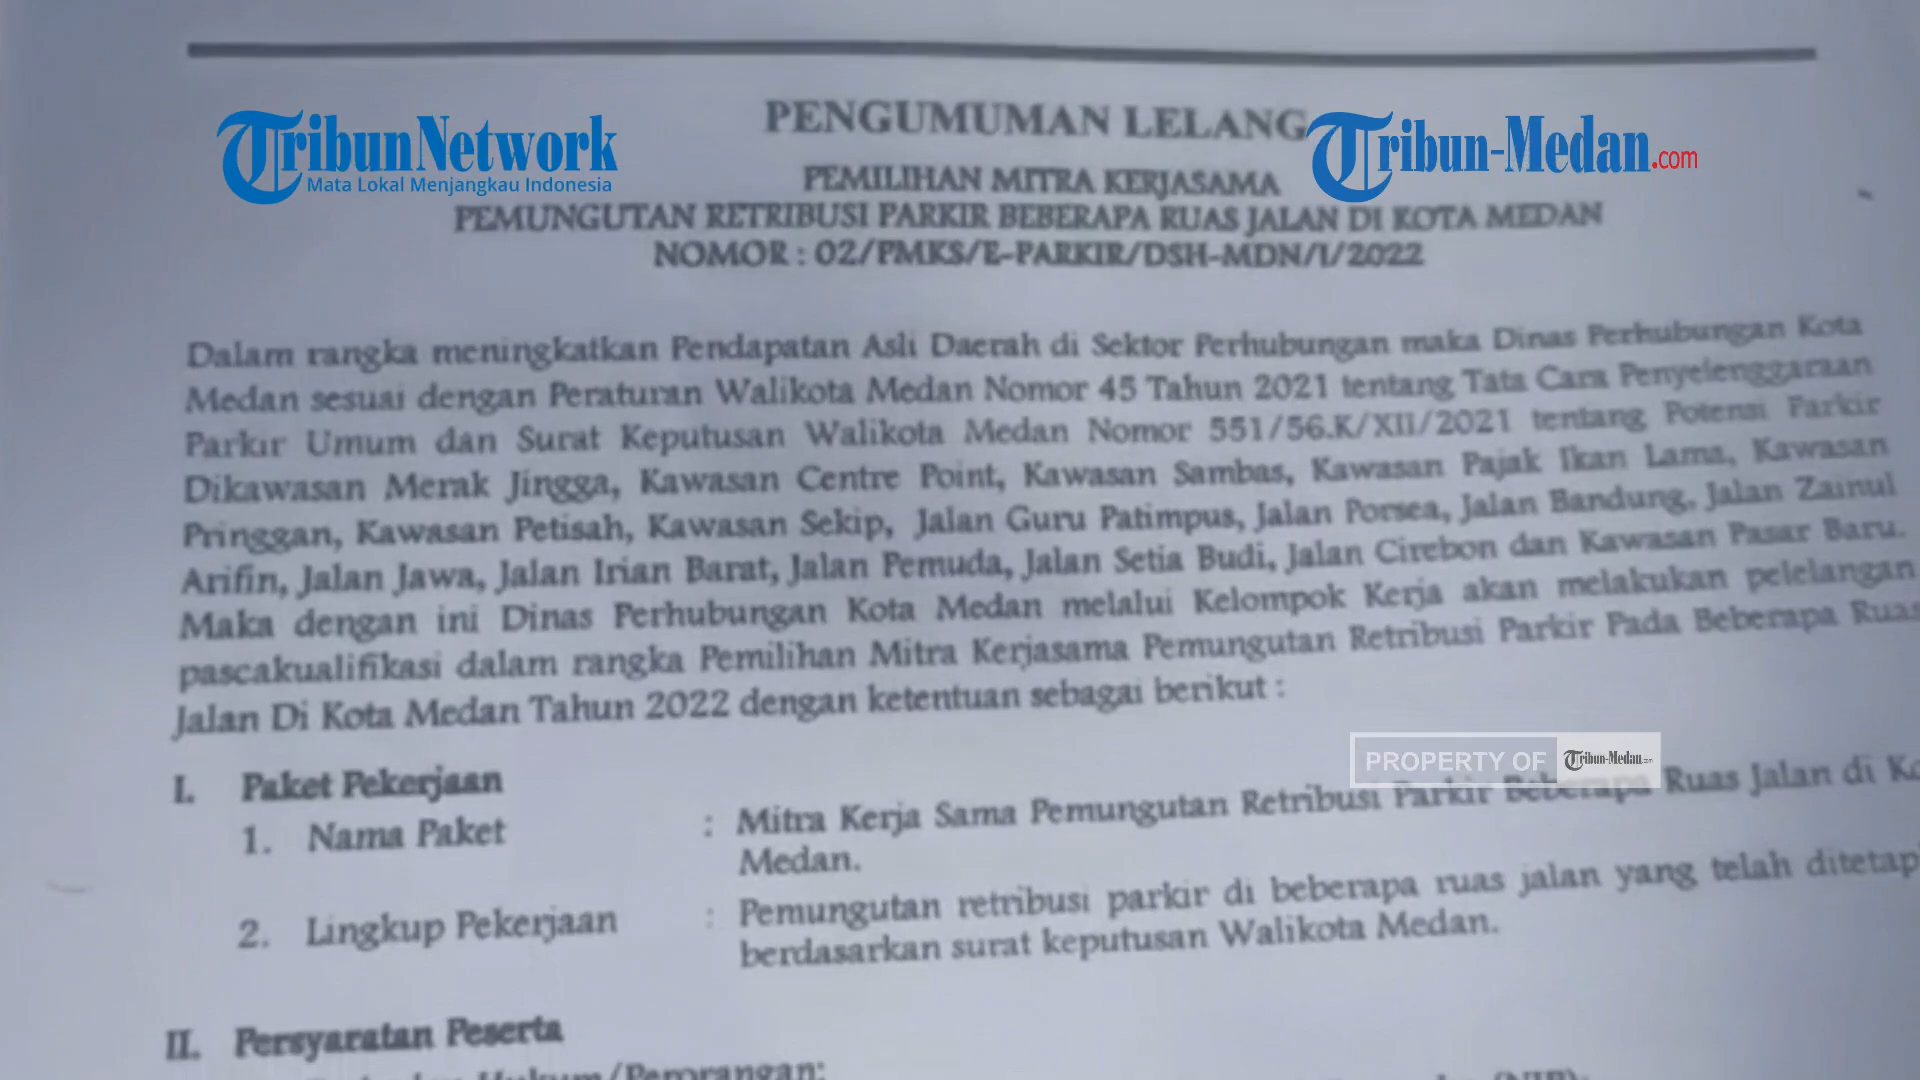 PENGUMUMAN LELANG
TribunNetwork
Mata Lokal Menjangkau Indonesia
Tribun-Medan.com
PEMILIHAN MITRA KERJASAMA
PEMUNGUTAN RETRIBUSI PARKIR BEBERAPA RUAS JALAN DI KOTA MEDAN
NOMOR : 02/PMKS/E-PARKIR/DSH-MDN/I/2022
Dalam rangka meningkatkan Pendapatan Asli Daerah di Sektor Perhubungan maka Dinas Perhubungan Kota
Medan sesuai dengan Peraturan Walikota Medan Nomor 45 Tahun 2021 tentang Tata Cara Penyelenggaraan
Parkir Umum dan Surat Keputusan Walikota Medan Nomor 551/56.K/XII/2021 tentang Potensi Parkir
Dikawasan Merak Jingga, Kawasan Centre Point, Kawasan Sambas, Kawasan Pajak Ikan Lama, Kawasan
Pringgan, Kawasan Petisah, Kawasan Sekip, Jalan Guru Patimpus, Jalan Porsea, Jalan Bandung, Jalan Zainul
Arifin, Jalan Jawa, Jalan Irian Barat, Jalan Pemuda, Jalan Setia Budi, Jalan Cirebon dan Kawasan Pasar Baru.
Maka dengan ini Dinas Perhubungan Kota Medan melalui Kelompok Kerja akan melakukan pelelangan
pascakualifikasi dalam rangka Pemilihan Mitra Kerjasama Pemungutan Retribusi Parkir Pada Beberapa Ruas
Jalan Di Kota Medan Tahun 2022 dengan ketentuan sebagai berikut :
PROPERTY OF Tribun-Medan.com
I. Paket Pekerjaan
1. Nama Paket : Mitra Kerja Sama Pemungutan Retribusi Parkir Beberapa Ruas Jalan di Ko
Medan.
2. Lingkup Pekerjaan : Pemungutan retribusi parkir di beberapa ruas jalan yang telah ditetap
berdasarkan surat keputusan Walikota Medan.
II. Persyaratan Peserta
Hukum/Perorangan:
(NIB).